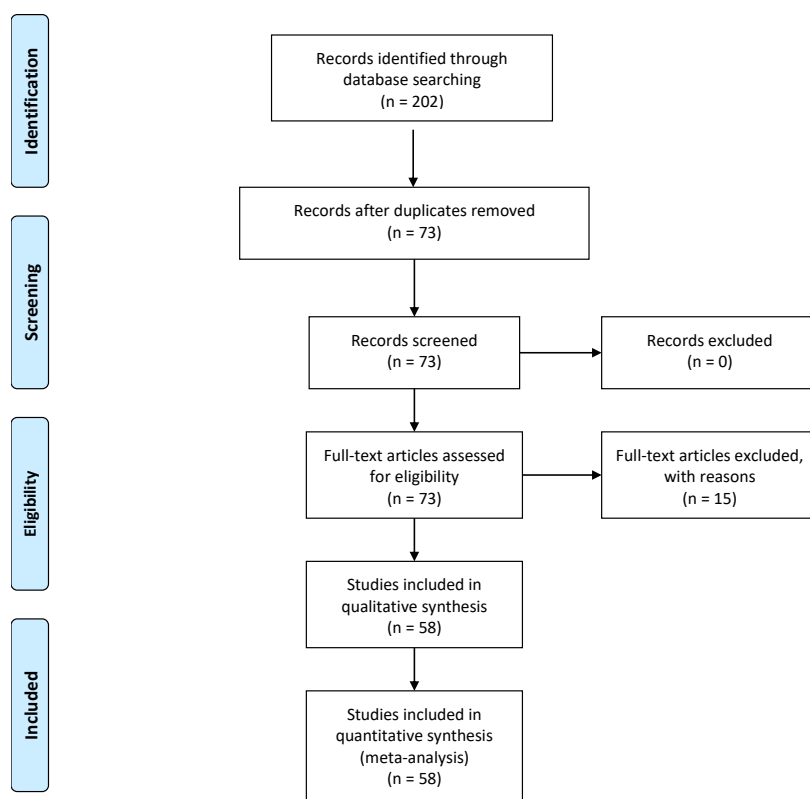 Identification
Records identified through
database searching
(n = 202)
Records after duplicates removed
(n = 73)
Screening
Records screened
(n = 73)
Records excluded
(n = 0)
Eligibility
Full-text articles assessed
for eligibility
(n = 73)
Full-text articles excluded,
with reasons
(n = 15)
Studies included in
qualitative synthesis
(n = 58)
Included
Studies included in
quantitative synthesis
(meta-analysis)
(n = 58)